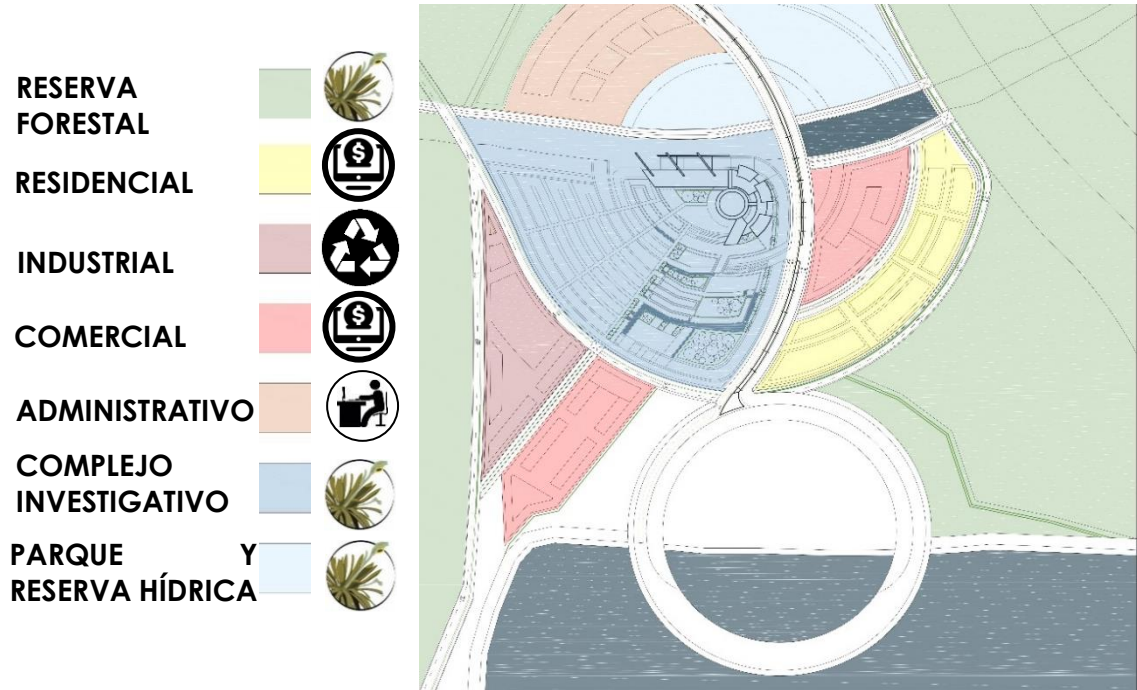 RESERVA
FORESTAL
RESIDENCIAL
INDUSTRIAL
COMERCIAL
ADMINISTRATIVO
COMPLEJO
INVESTIGATIVO
PARQUE Y
RESERVA HÍDRICA
$
$